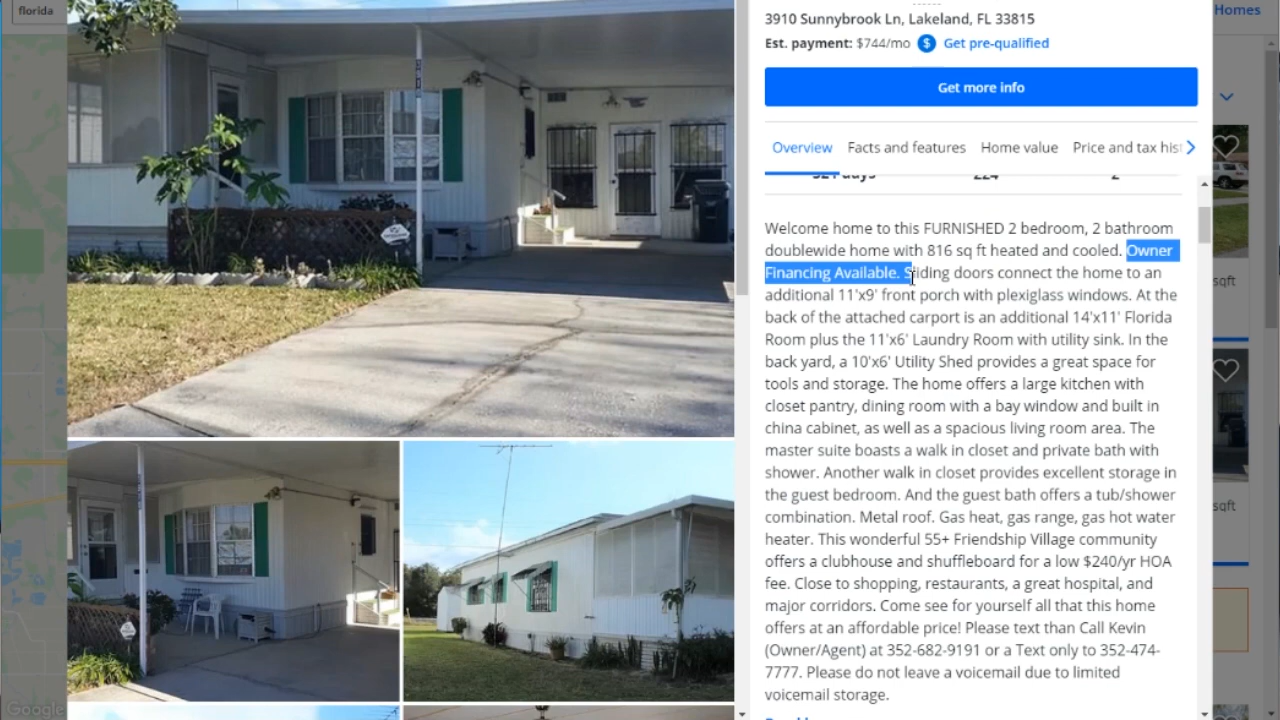 florida
Homes
3910 Sunnybrook Ln, Lakeland, FL 33815
Est. payment: $744/mo $ Get pre-qualified
Get more info
Overview Facts and features Home value Price and tax hist
days 224 2
Welcome home to this FURNISHED 2 bedroom, 2 bathroom
doublewide home with 816 sq ft heated and cooled. Owner
Financing Available. Sliding doors connect the home to an
additional 11'x9' front porch with plexiglass windows. At the
back of the attached carport is an additional 14'x11' Florida
Room plus the 11'x6' Laundry Room with utility sink. In the
back yard, a 10'x6' Utility Shed provides a great space for
tools and storage. The home offers a large kitchen with
closet pantry, dining room with a bay window and built in
china cabinet, as well as a spacious living room area. The
master suite boasts a walk in closet and private bath with
shower. Another walk in closet provides excellent storage in
the guest bedroom. And the guest bath offers a tub/shower
combination. Metal roof. Gas heat, gas range, gas hot water
heater. This wonderful 55+ Friendship Village community
offers a clubhouse and shuffleboard for a low $240/yr HOA
fee. Close to shopping, restaurants, a great hospital, and
major corridors. Come see for yourself all that this home
offers at an affordable price! Please text than Call Kevin
(Owner/Agent) at 352-682-9191 or a Text only to 352-474-
7777. Please do not leave a voicemail due to limited
voicemail storage.
sqft
sqft
Google